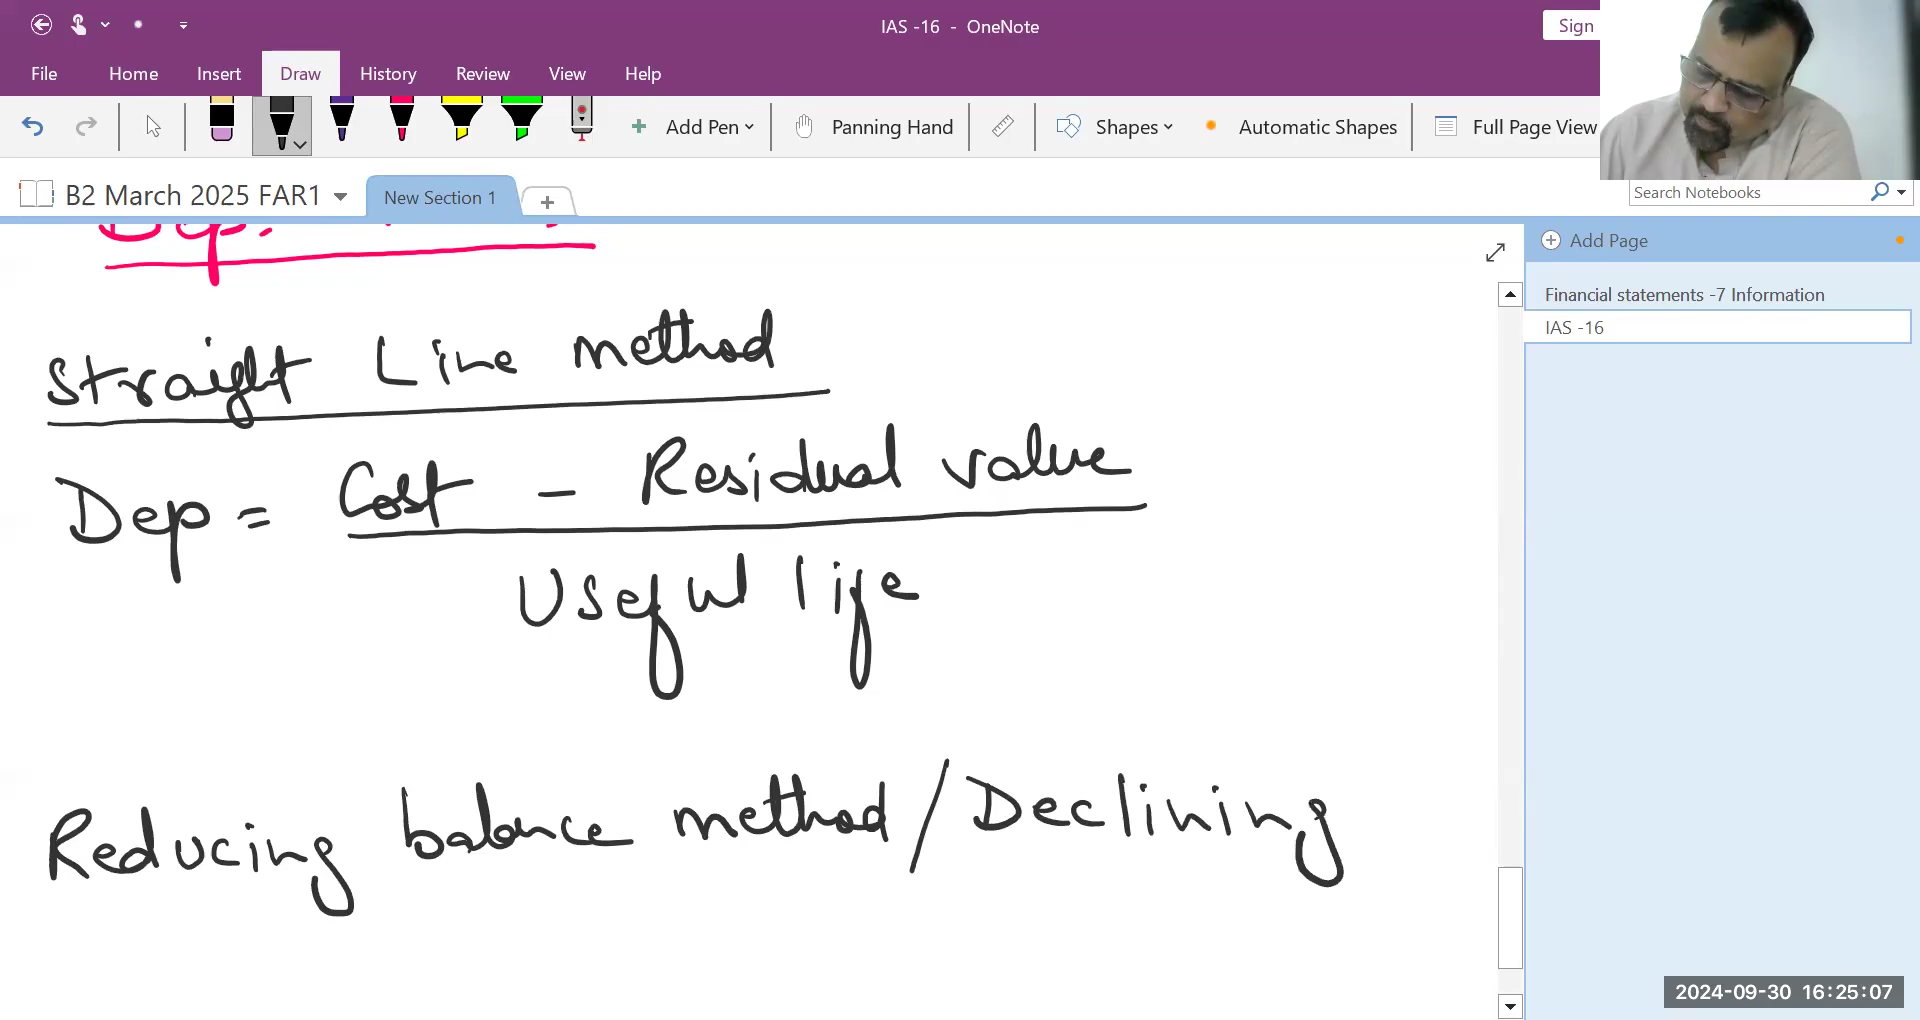 IAS -16 - OneNote
Sign
File Home Insert Draw History Review View Help
Add Pen Panning Hand Shapes Automatic Shapes Full Page View
B2 March 2025 FAR1 New Section 1
Search Notebooks
Add Page
Financial statements -7 Information
IAS -16
Dep.
Straight Line method
Dep = Cost - Residual value
Useful life
Reducing balance method / Declining
2024-09-30 16:25:07